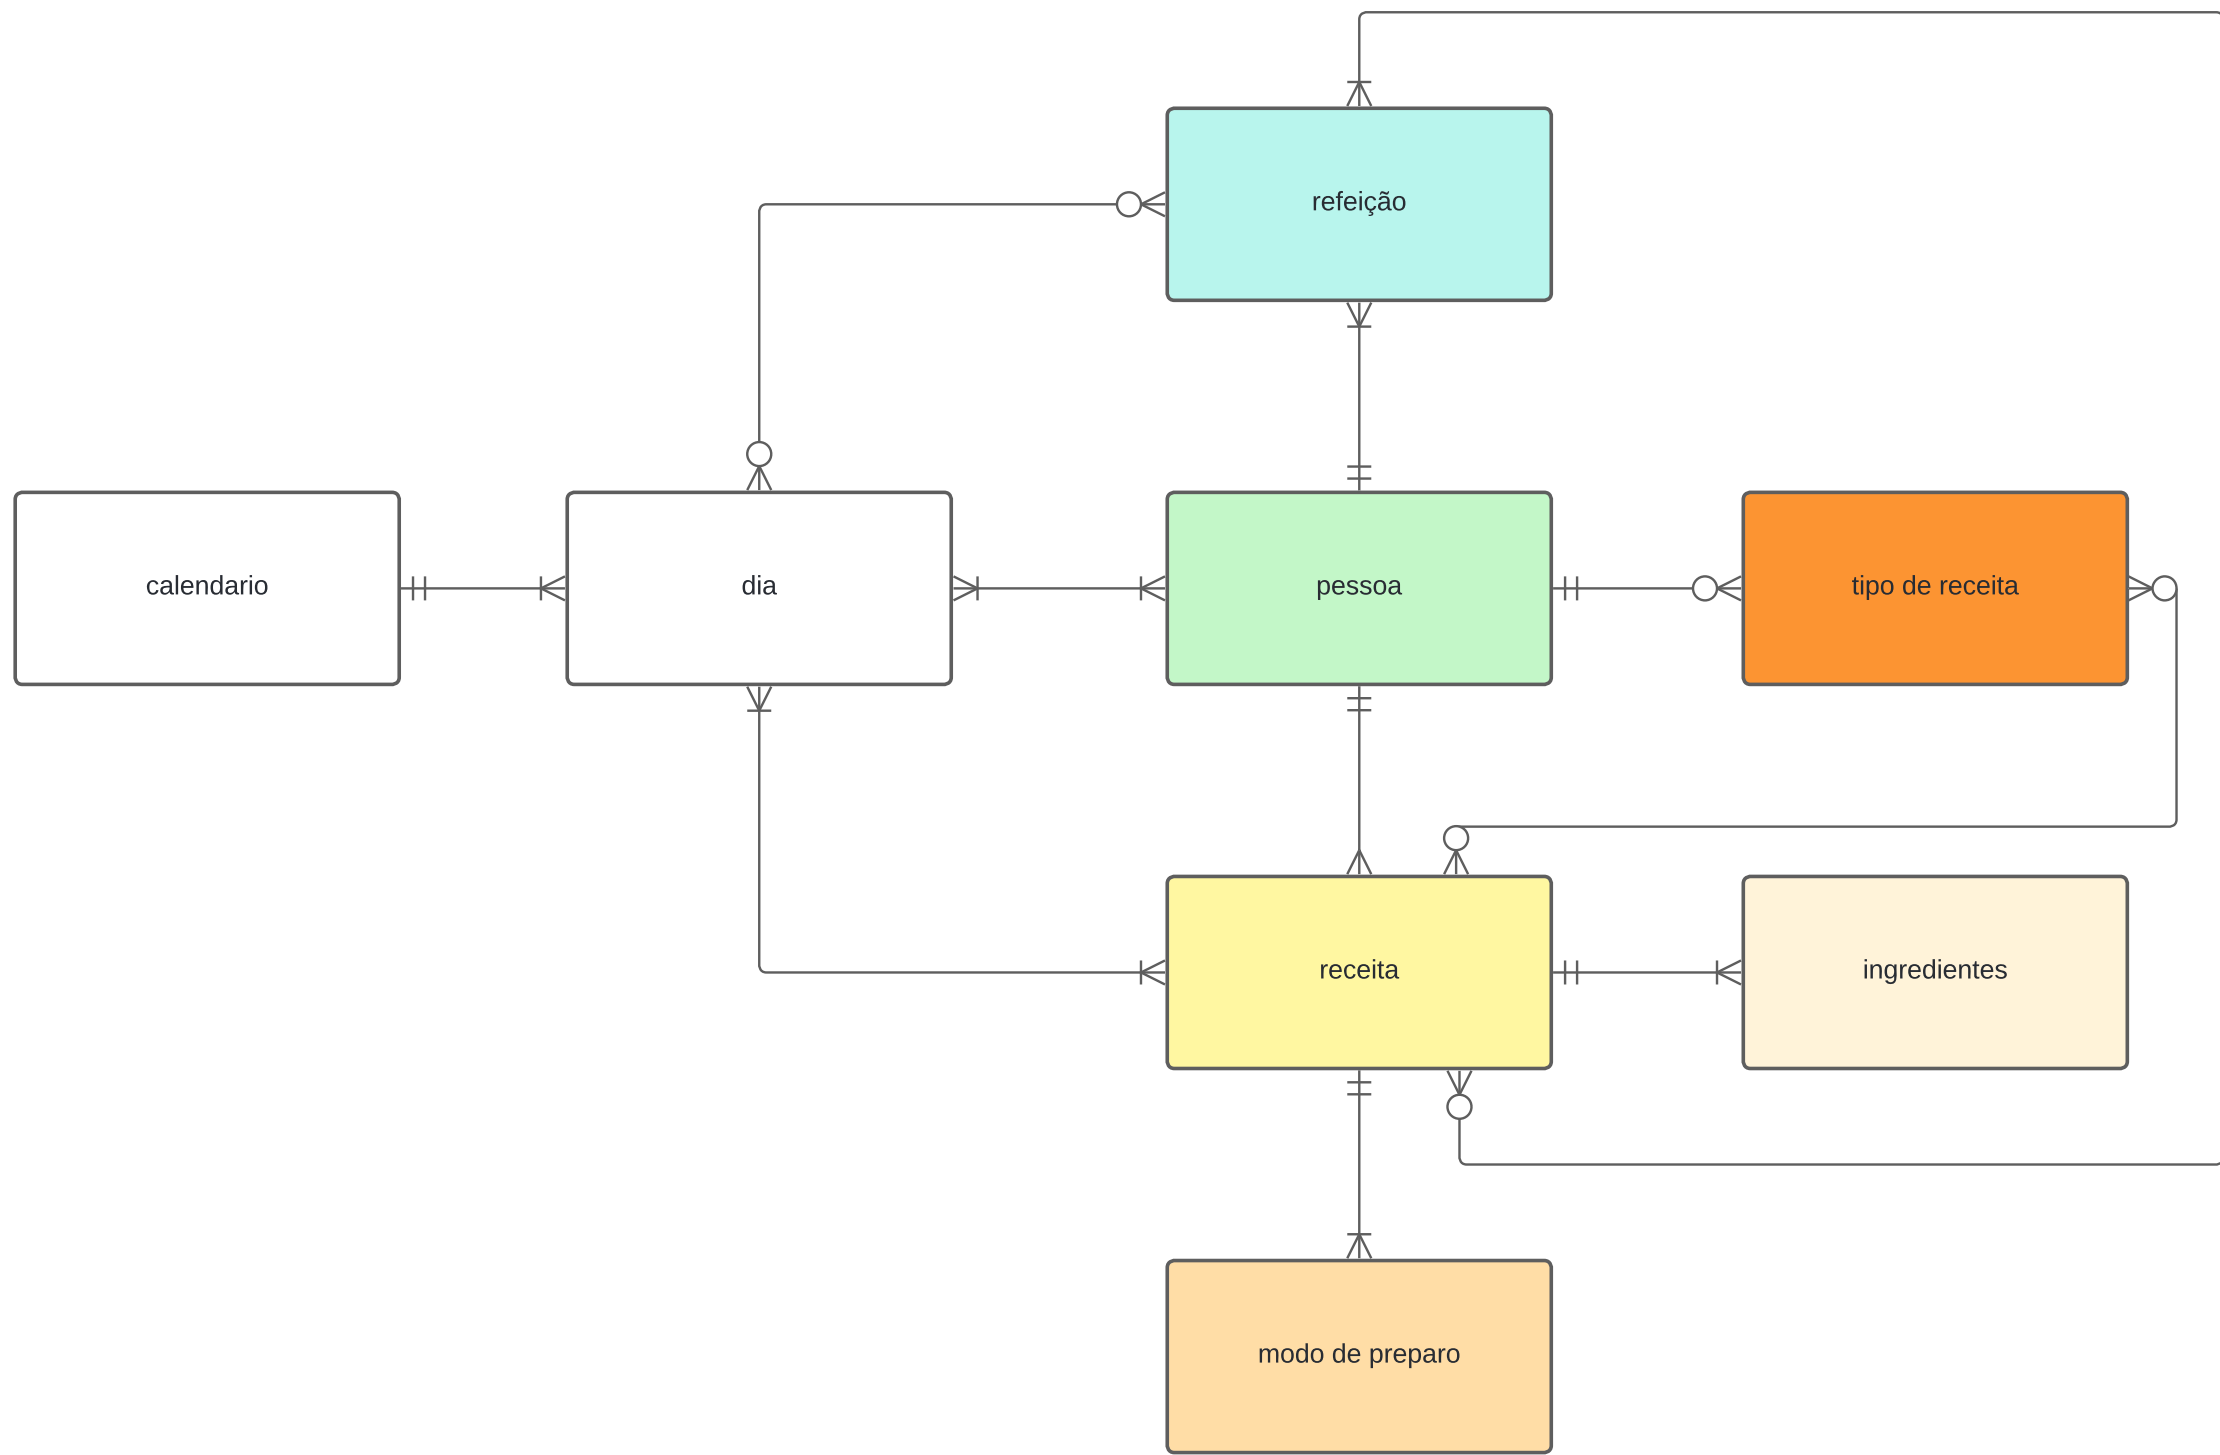 refeição
calendario
dia
pessoa
tipo de receita
receita
ingredientes
modo de preparo